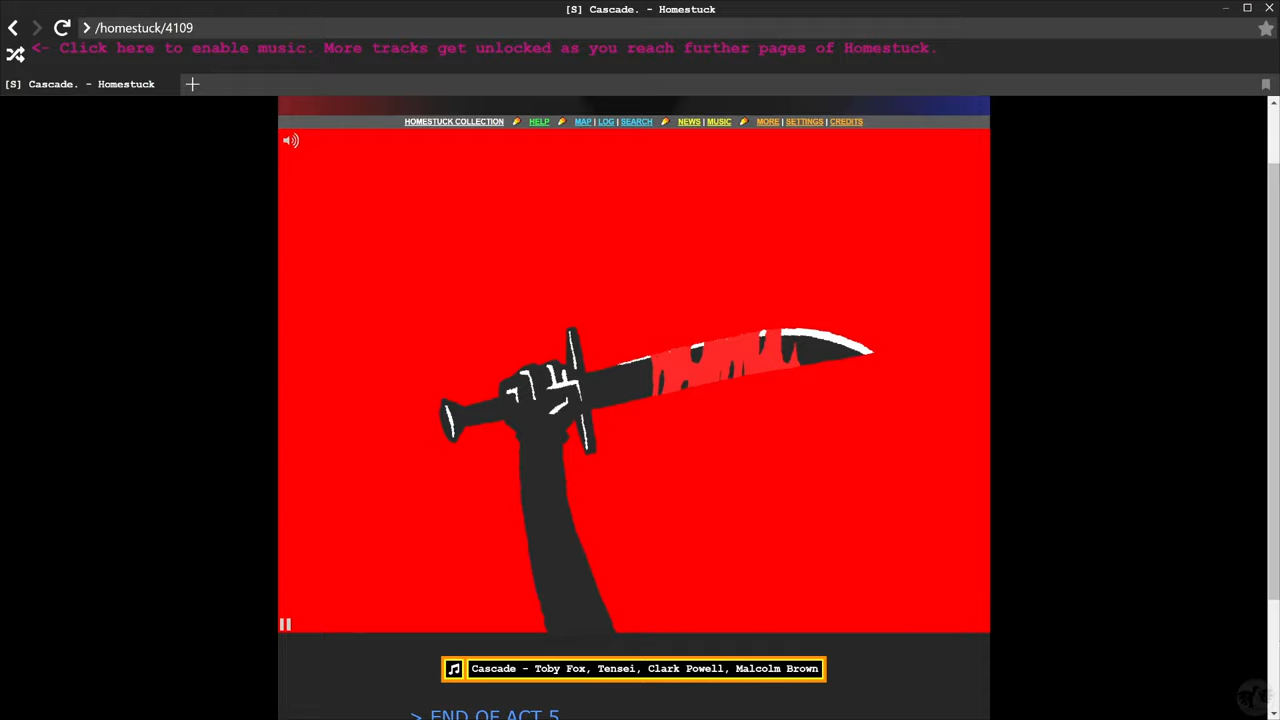 [S] Cascade. - Homestuck
/homestuck/4109
<- Click here to enable music. More tracks get unlocked as you reach further pages of Homestuck.
[S] Cascade. - Homestuck
HOMESTUCK COLLECTION HELP MAP | LOG | SEARCH NEWS | MUSIC MORE | SETTINGS | CREDITS
Cascade - Toby Fox, Tensei, Clark Powell, Malcolm Brown
> END OF ACT 5